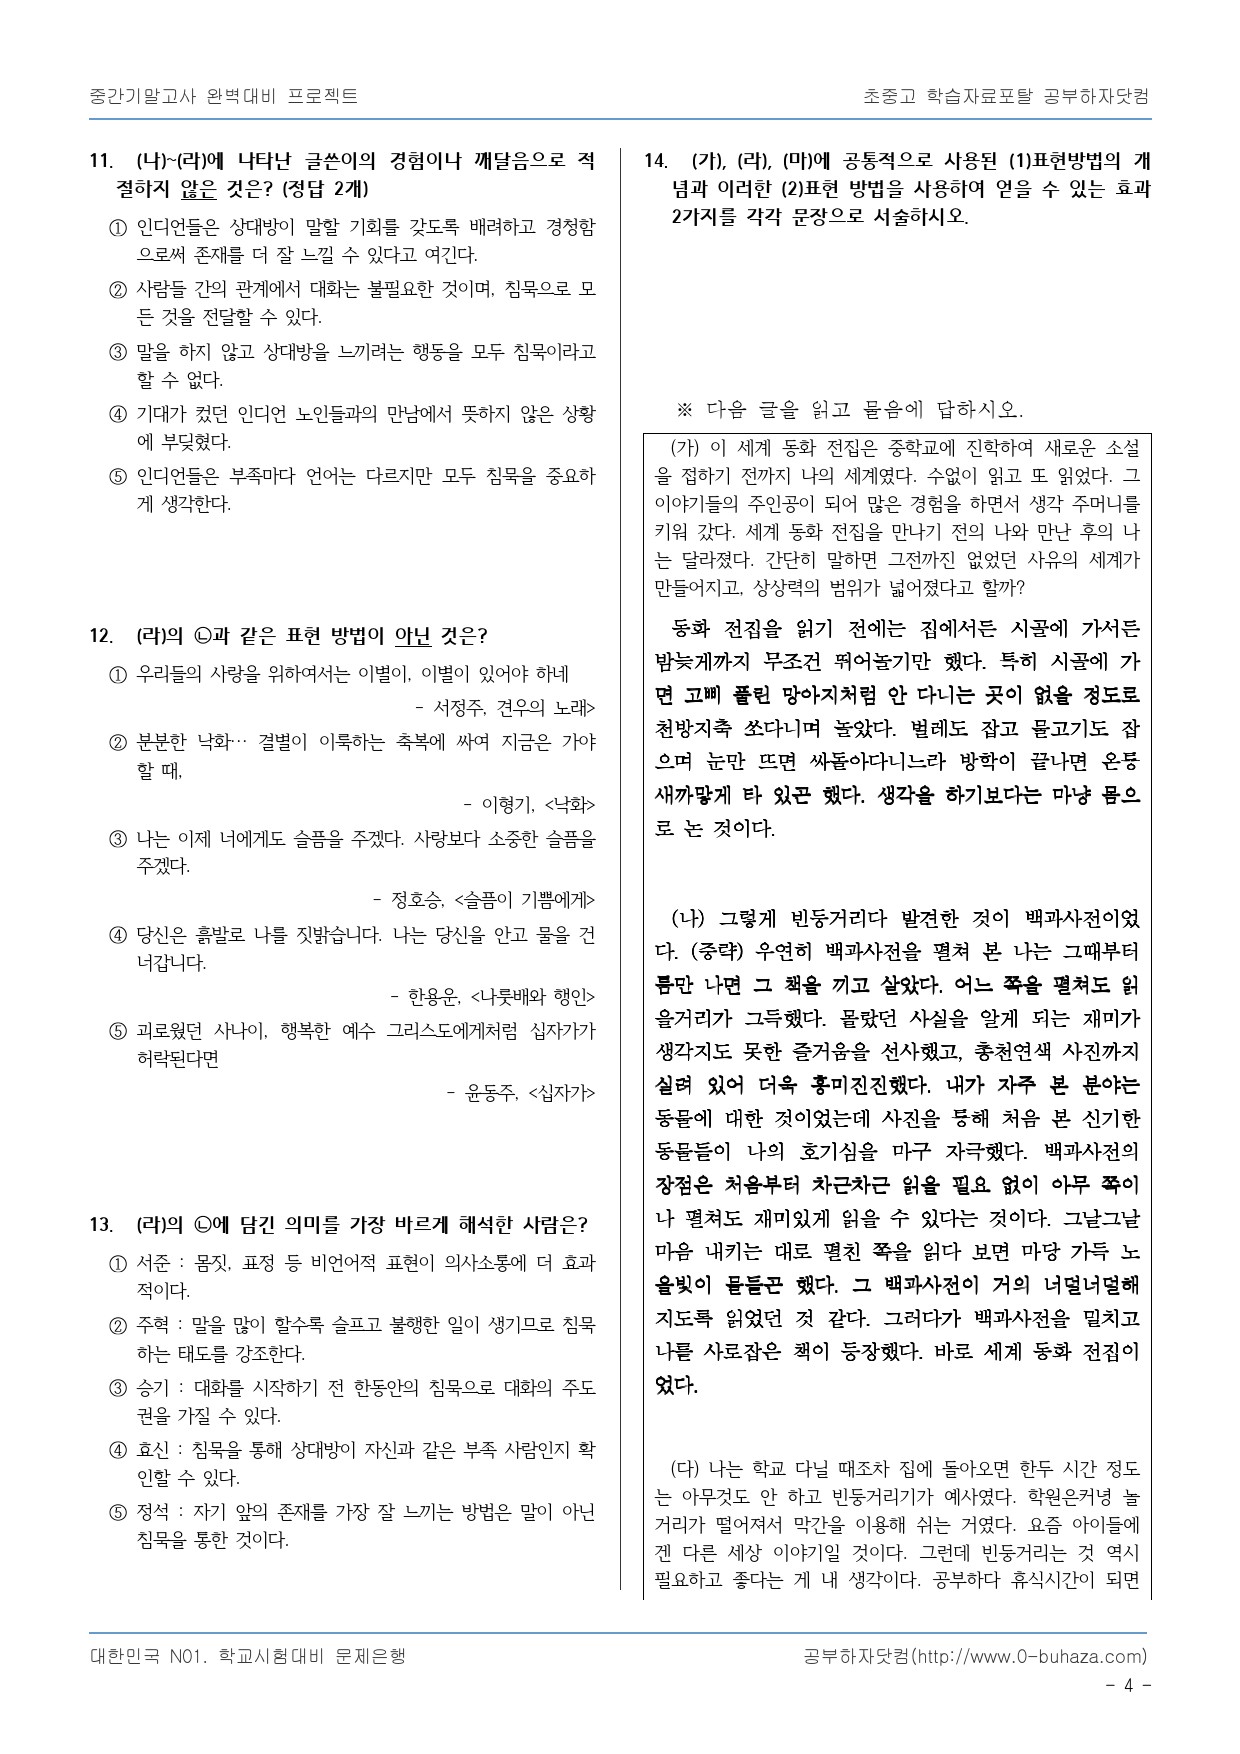 중간기말고사 완벽대비 프로젝트
초중고 학습자료포탈 공부하자닷컴
11. (나)~(라)에 나타난 글쓴이의 경험이나 깨달음으로 적
절하지 않은 것은? (정답 2개)
① 인디언들은 상대방이 말할 기회를 갖도록 배려하고 경청함
으로써 존재를 더 잘 느낄 수 있다고 여긴다.
② 사람들 간의 관계에서 대화는 불필요한 것이며, 침묵으로 모
든 것을 전달할 수 있다.
③ 말을 하지 않고 상대방을 느끼려는 행동을 모두 침묵이라고
할 수 없다.
④ 기대가 컸던 인디언 노인들과의 만남에서 뜻하지 않은 상황
에 부딪혔다.
⑤ 인디언들은 부족마다 언어는 다르지만 모두 침묵을 중요하
게 생각한다.
12. (라)의 ㉡과 같은 표현 방법이 아닌 것은?
① 우리들의 사랑을 위하여서는 이별이, 이별이 있어야 하네
- 서정주, 견우의 노래>
② 분분한 낙화… 결별이 이룩하는 축복에 싸여 지금은 가야
할 때,
- 이형기, <낙화>
③ 나는 이제 너에게도 슬픔을 주겠다. 사랑보다 소중한 슬픔을
주겠다.
- 정호승, <슬픔이 기쁨에게>
④ 당신은 흙발로 나를 짓밟습니다. 나는 당신을 안고 물을 건
너갑니다.
- 한용운, <나룻배와 행인>
⑤ 괴로웠던 사나이, 행복한 예수 그리스도에게처럼 십자가가
허락된다면
- 윤동주, <십자가>
13. (라)의 ㉡에 담긴 의미를 가장 바르게 해석한 사람은?
① 서준 : 몸짓, 표정 등 비언어적 표현이 의사소통에 더 효과
적이다.
② 주혁 : 말을 많이 할수록 슬프고 불행한 일이 생기므로 침묵
하는 태도를 강조한다.
③ 승기 : 대화를 시작하기 전 한동안의 침묵으로 대화의 주도
권을 가질 수 있다.
④ 효신 : 침묵을 통해 상대방이 자신과 같은 부족 사람인지 확
인할 수 있다.
⑤ 정석 : 자기 앞의 존재를 가장 잘 느끼는 방법은 말이 아닌
침묵을 통한 것이다.
14. (가), (라), (마)에 공통적으로 사용된 (1)표현방법의 개
념과 이러한 (2)표현 방법을 사용하여 얻을 수 있는 효과
2가지를 각각 문장으로 서술하시오.
※ 다음 글을 읽고 물음에 답하시오.
(가) 이 세계 동화 전집은 중학교에 진학하여 새로운 소설
을 접하기 전까지 나의 세계였다. 수없이 읽고 또 읽었다. 그
이야기들의 주인공이 되어 많은 경험을 하면서 생각 주머니를
키워 갔다. 세계 동화 전집을 만나기 전의 나와 만난 후의 나
는 달라졌다. 간단히 말하면 그전까진 없었던 사유의 세계가
만들어지고, 상상력의 범위가 넓어졌다고 할까?
동화 전집을 읽기 전에는 집에서든 시골에 가서든
밤늦게까지 무조건 뛰어놀기만 했다. 특히 시골에 가
면 고삐 풀린 망아지처럼 안 다니는 곳이 없을 정도로
천방지축 쏘다니며 놀았다. 벌레도 잡고 물고기도 잡
으며 눈만 뜨면 싸돌아다니느라 방학이 끝나면 온통
새까맣게 타 있곤 했다. 생각을 하기보다는 마냥 몸으
로 논 것이다.
(나) 그렇게 빈둥거리다 발견한 것이 백과사전이었
다. (중략) 우연히 백과사전을 펼쳐 본 나는 그때부터
틈만 나면 그 책을 끼고 살았다. 어느 쪽을 펼쳐도 읽
을거리가 그득했다. 몰랐던 사실을 알게 되는 재미가
생각지도 못한 즐거움을 선사했고, 총천연색 사진까지
실려 있어 더욱 흥미진진했다. 내가 자주 본 분야는
동물에 대한 것이었는데 사진을 통해 처음 본 신기한
동물들이 나의 호기심을 마구 자극했다. 백과사전의
장점은 처음부터 차근차근 읽을 필요 없이 아무 쪽이
나 펼쳐도 재미있게 읽을 수 있다는 것이다. 그날그날
마음 내키는 대로 펼친 쪽을 읽다 보면 마당 가득 노
을빛이 물들곤 했다. 그 백과사전이 거의 너덜너덜해
지도록 읽었던 것 같다. 그러다가 백과사전을 밀치고
나를 사로잡은 책이 등장했다. 바로 세계 동화 전집이
었다.
(다) 나는 학교 다닐 때조차 집에 돌아오면 한두 시간 정도
는 아무것도 안 하고 빈둥거리기가 예사였다. 학원은커녕 놀
거리가 떨어져서 막간을 이용해 쉬는 거였다. 요즘 아이들에
겐 다른 세상 이야기일 것이다. 그런데 빈둥거리는 것 역시
필요하고 좋다는 게 내 생각이다. 공부하다 휴식시간이 되면
대한민국 N01. 학교시험대비 문제은행
공부하자닷컴(http://www.0-buhaza.com)
- 4 -